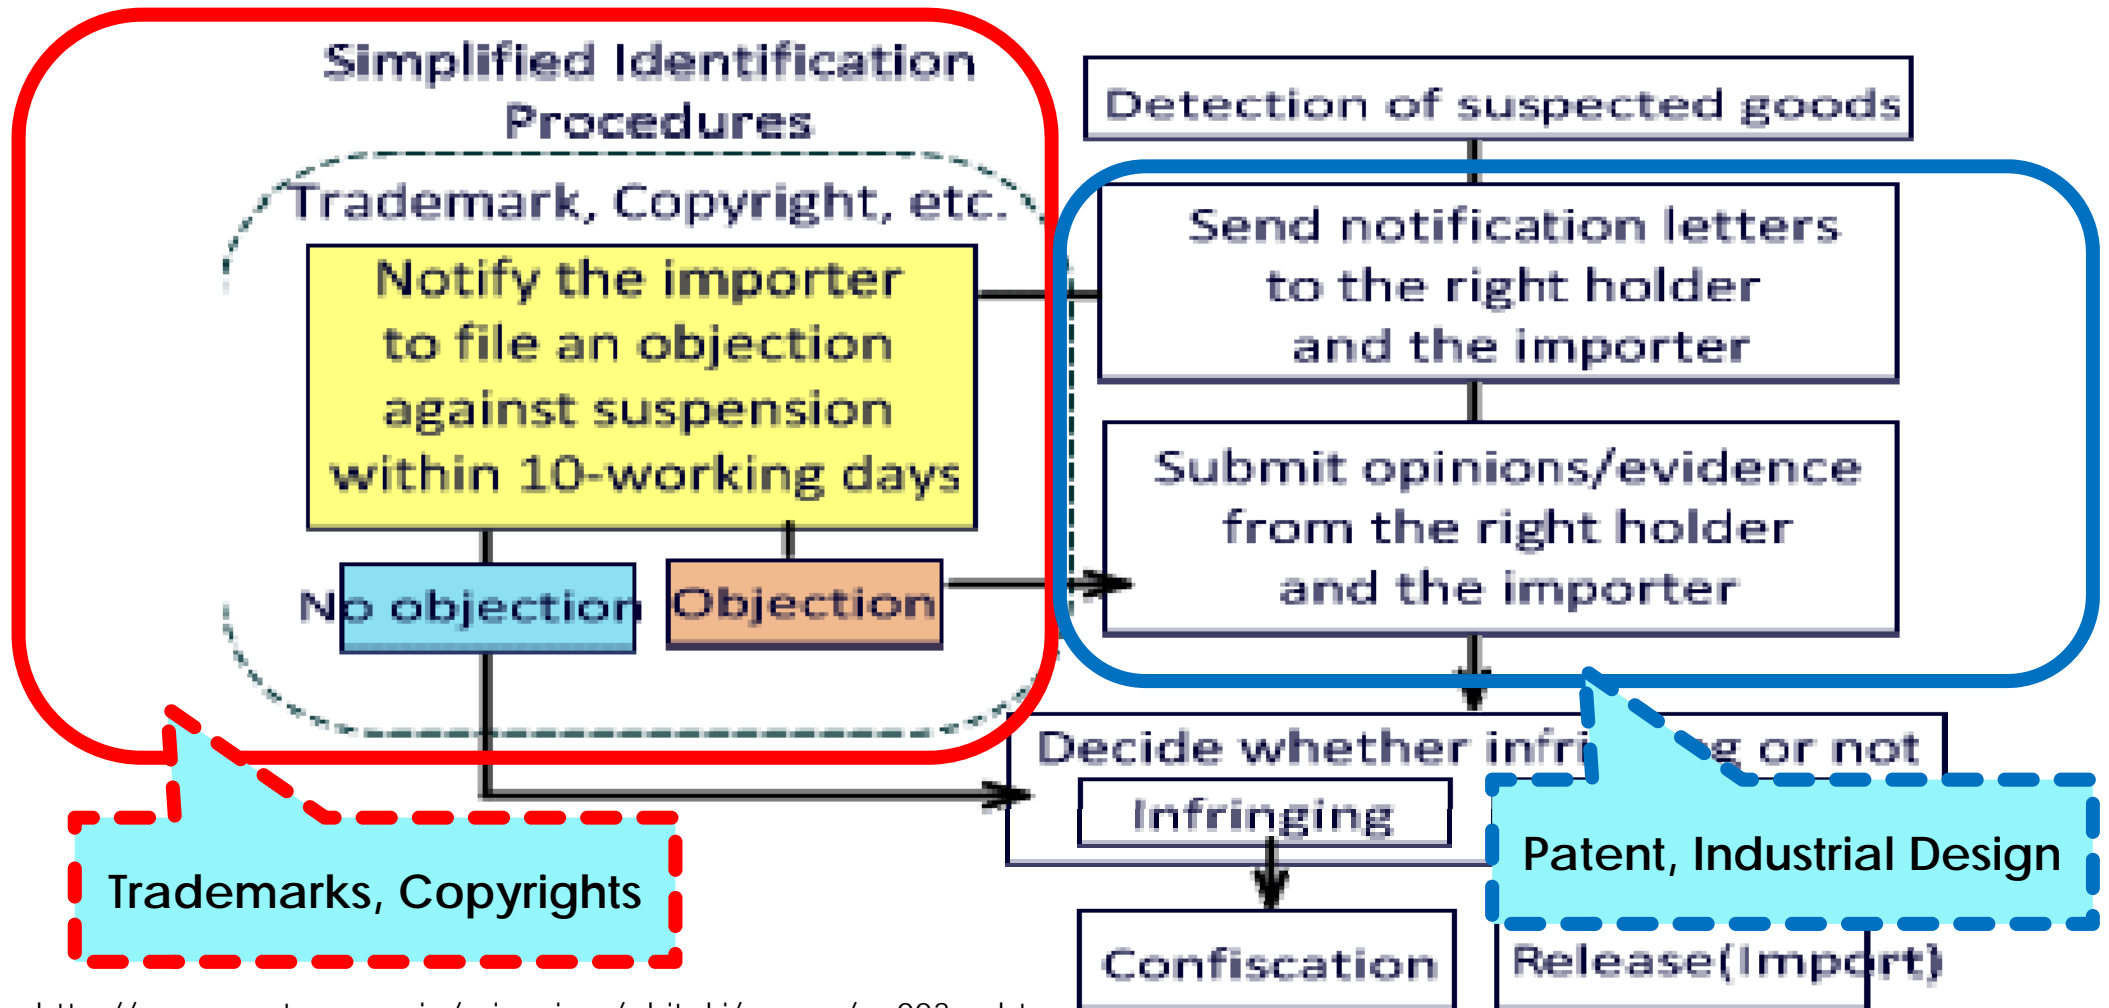 Simplified Identification
Procedures
Trademark, Copyright, etc.
Notify the importer
to file an objection
against suspension
within 10-working days
No objection
Objection
Detection of suspected goods
Send notification letters
to the right holder
and the importer
Submit opinions/evidence
from the right holder
and the importer
Decide whether or not
Infringing
Confiscation
Release(Import)
Trademarks, Copyrights
Patent, Industrial Design